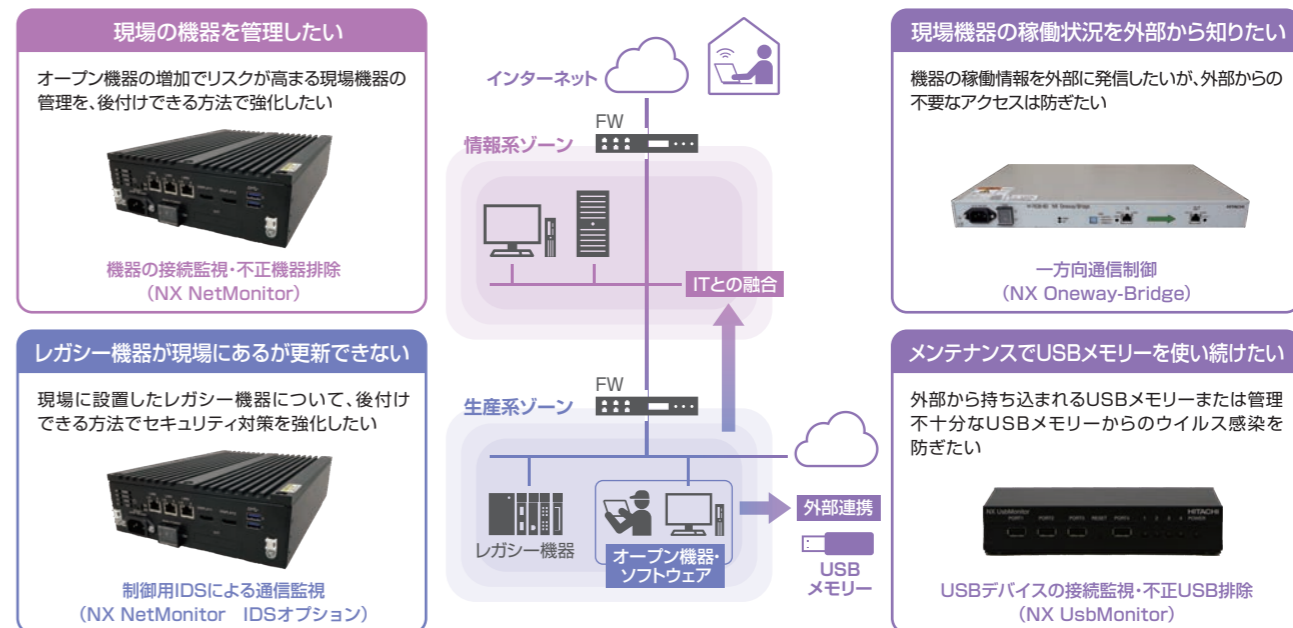 現場の機器を管理したい
オープン機器の増加でリスクが高まる現場機器の
管理を、後付けできる方法で強化したい
機器の接続監視・不正機器排除
（NX NetMonitor）
レガシー機器が現場にあるが更新できない
現場に設置したレガシー機器について、後付け
できる方法でセキュリティ対策を強化したい
制御用IDSによる通信監視
（NX NetMonitor　IDSオプション）
インターネット
FW
情報系ゾーン
ITとの融合
FW
生産系ゾーン
レガシー機器
オープン機器・
ソフトウェア
外部連携
USB
メモリー
現場機器の稼働状況を外部から知りたい
機器の稼働情報を外部に発信したいが、外部からの
不要なアクセスは防ぎたい
NX Oneway-Bridge
HITACHI
一方向通信制御
（NX Oneway-Bridge）
メンテナンスでUSBメモリーを使い続けたい
外部から持ち込まれるUSBメモリーまたは管理
不十分なUSBメモリーからのウイルス感染を
防ぎたい
NX UsbMonitor
HITACHI
PORT1 PORT2 PORT3 RESET PORT4 1 2 3 4 POWER
USBデバイスの接続監視・不正USB排除
（NX UsbMonitor）